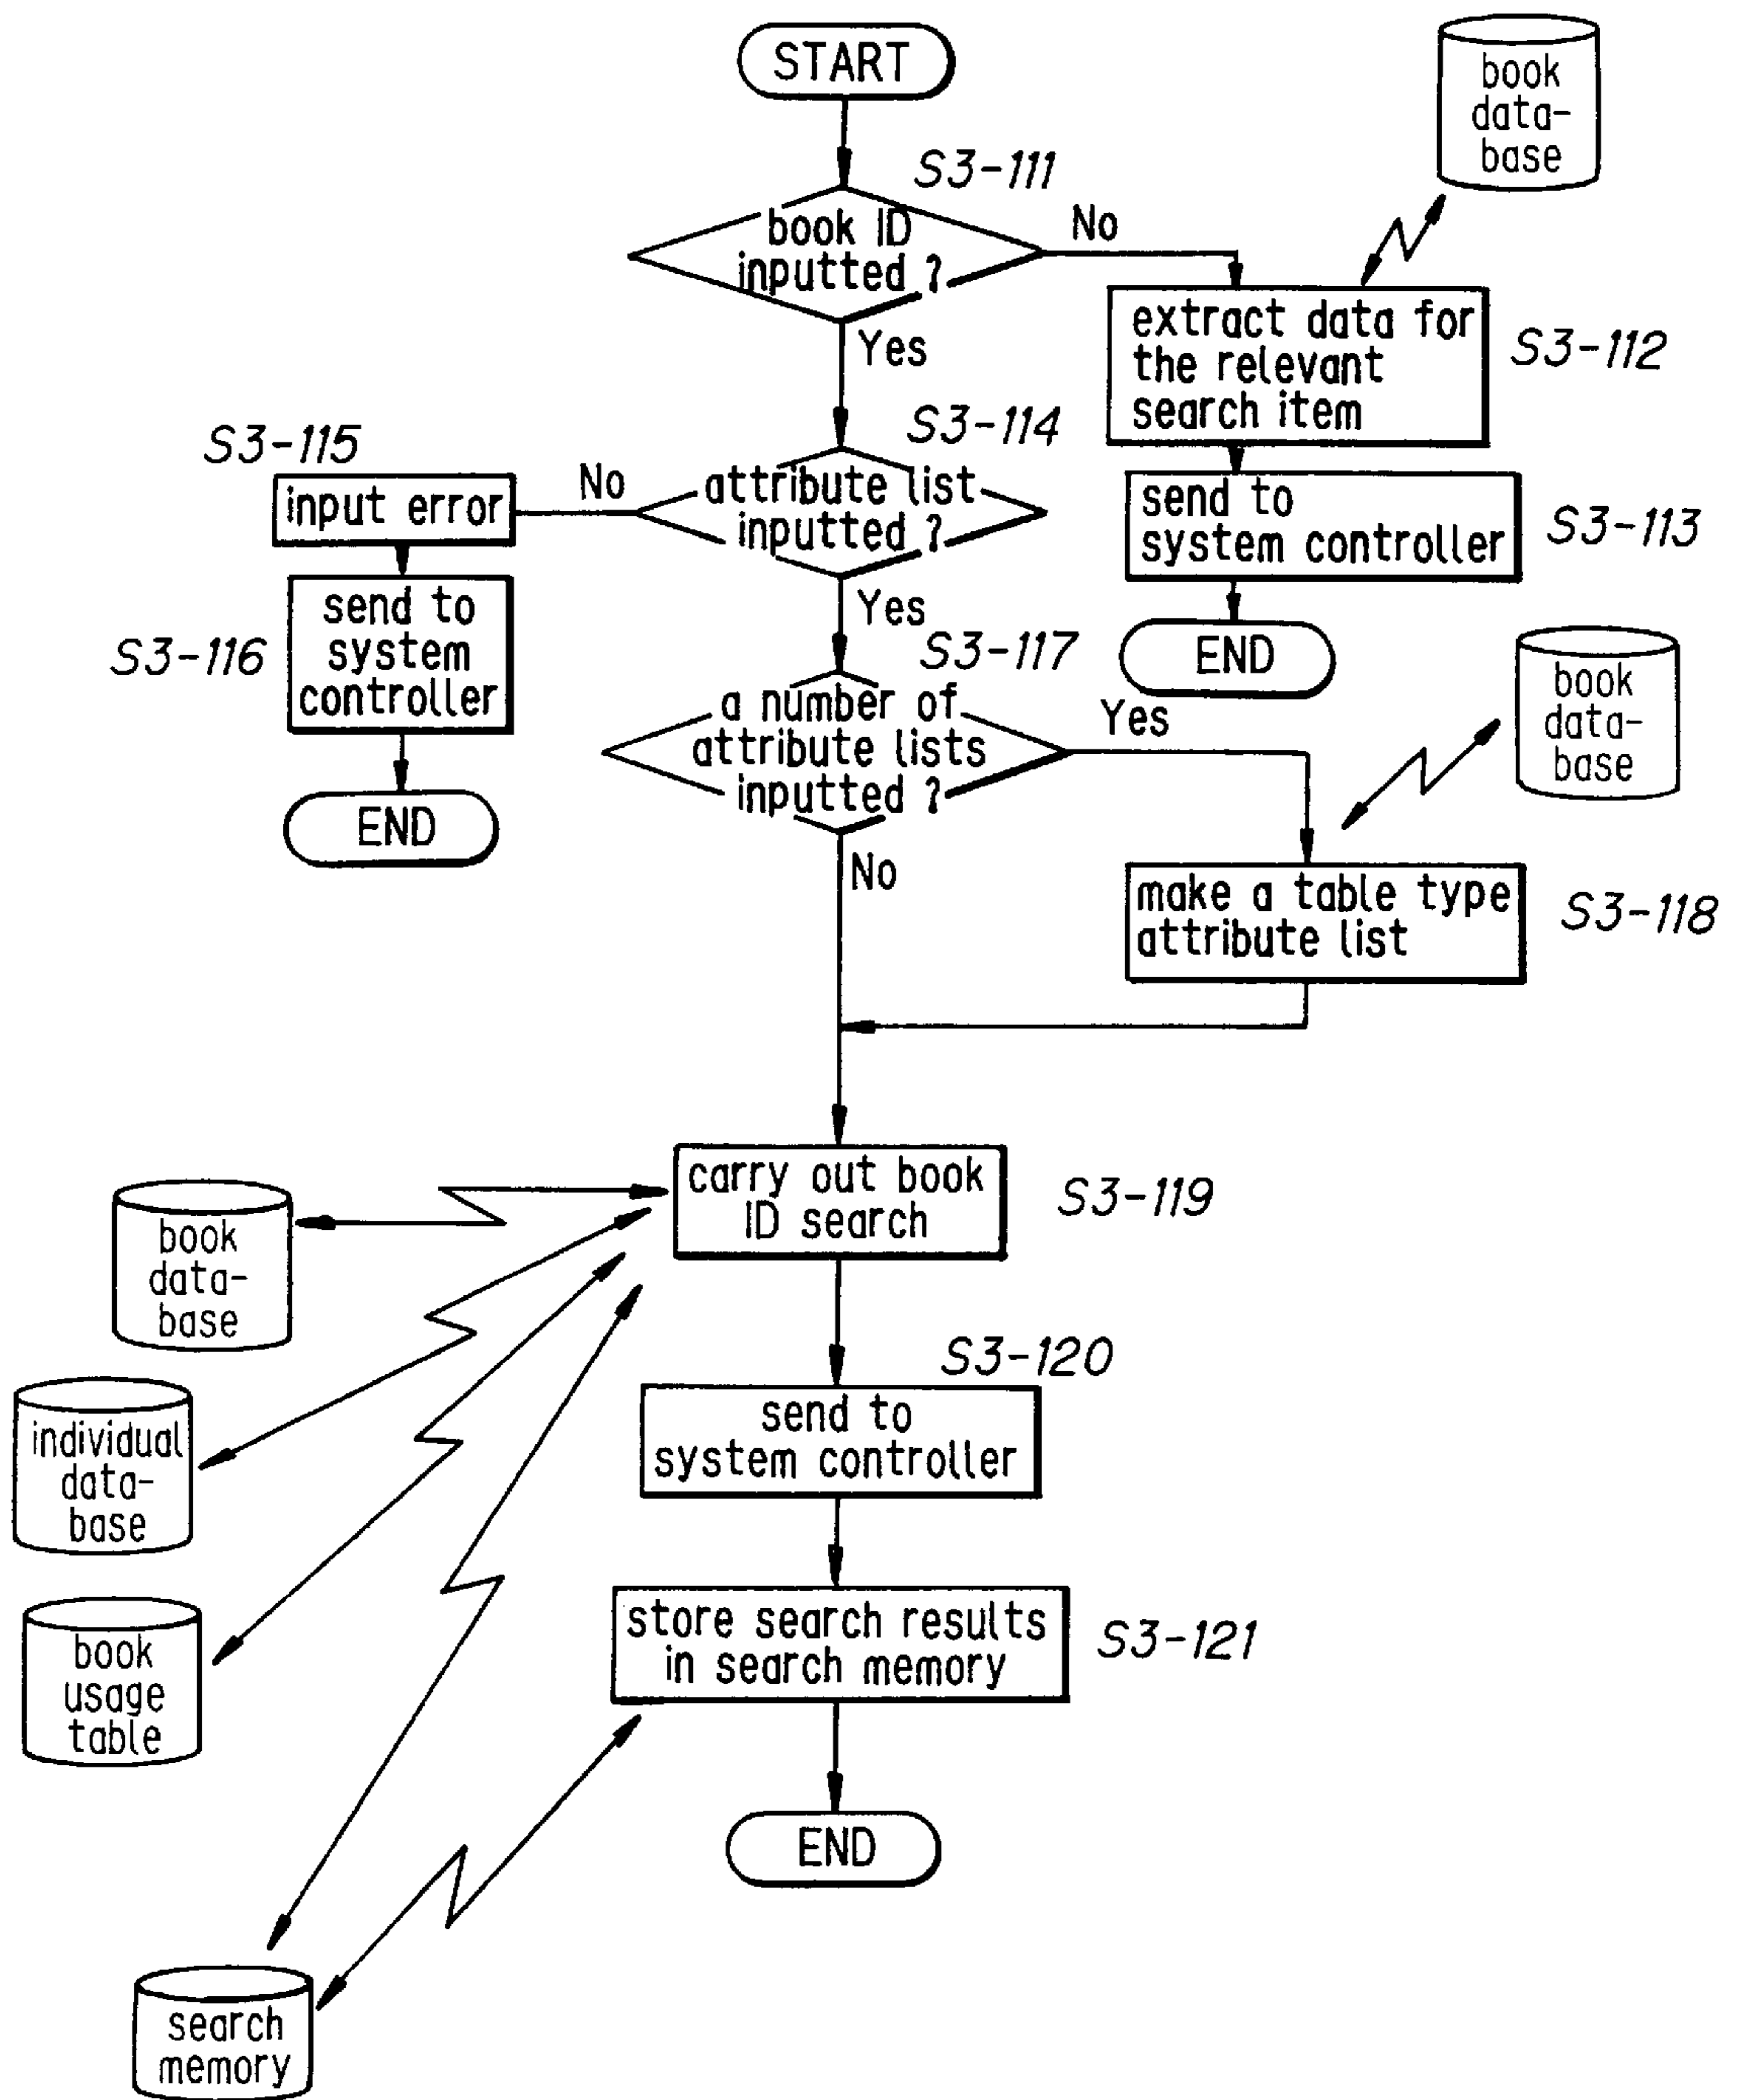 START
book
data-
base
S3-111
book ID
inputted ?
No
Yes
extract data for
the relevant
search item
S3-112
S3-114
S3-115
attribute list
inputted ?
No
input error
send to
system controller
S3-113
Yes
END
send to
system
controller
S3-116
S3-117
a number of
attribute lists
inputted ?
Yes
book
data-
base
END
No
make a table type
attribute list
S3-118
carry out book
ID search
S3-119
book
data-
base
S3-120
send to
system controller
individual
data-
base
store search results
in search memory
S3-121
book
usage
table
END
search
memory